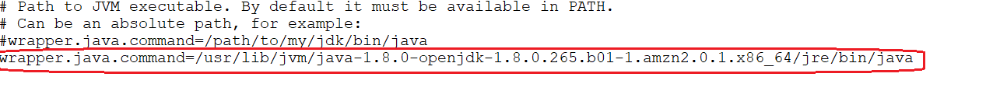 # Path to JVM executable. By default it must be available in PATH.
# Can be an absolute path, for example:
#wrapper.java.command=/path/to/my/jdk/bin/java
wrapper.java.command=/usr/lib/jvm/java-1.8.0-openjdk-1.8.0.265.b01-1.amzn2.0.1.x86_64/jre/bin/java